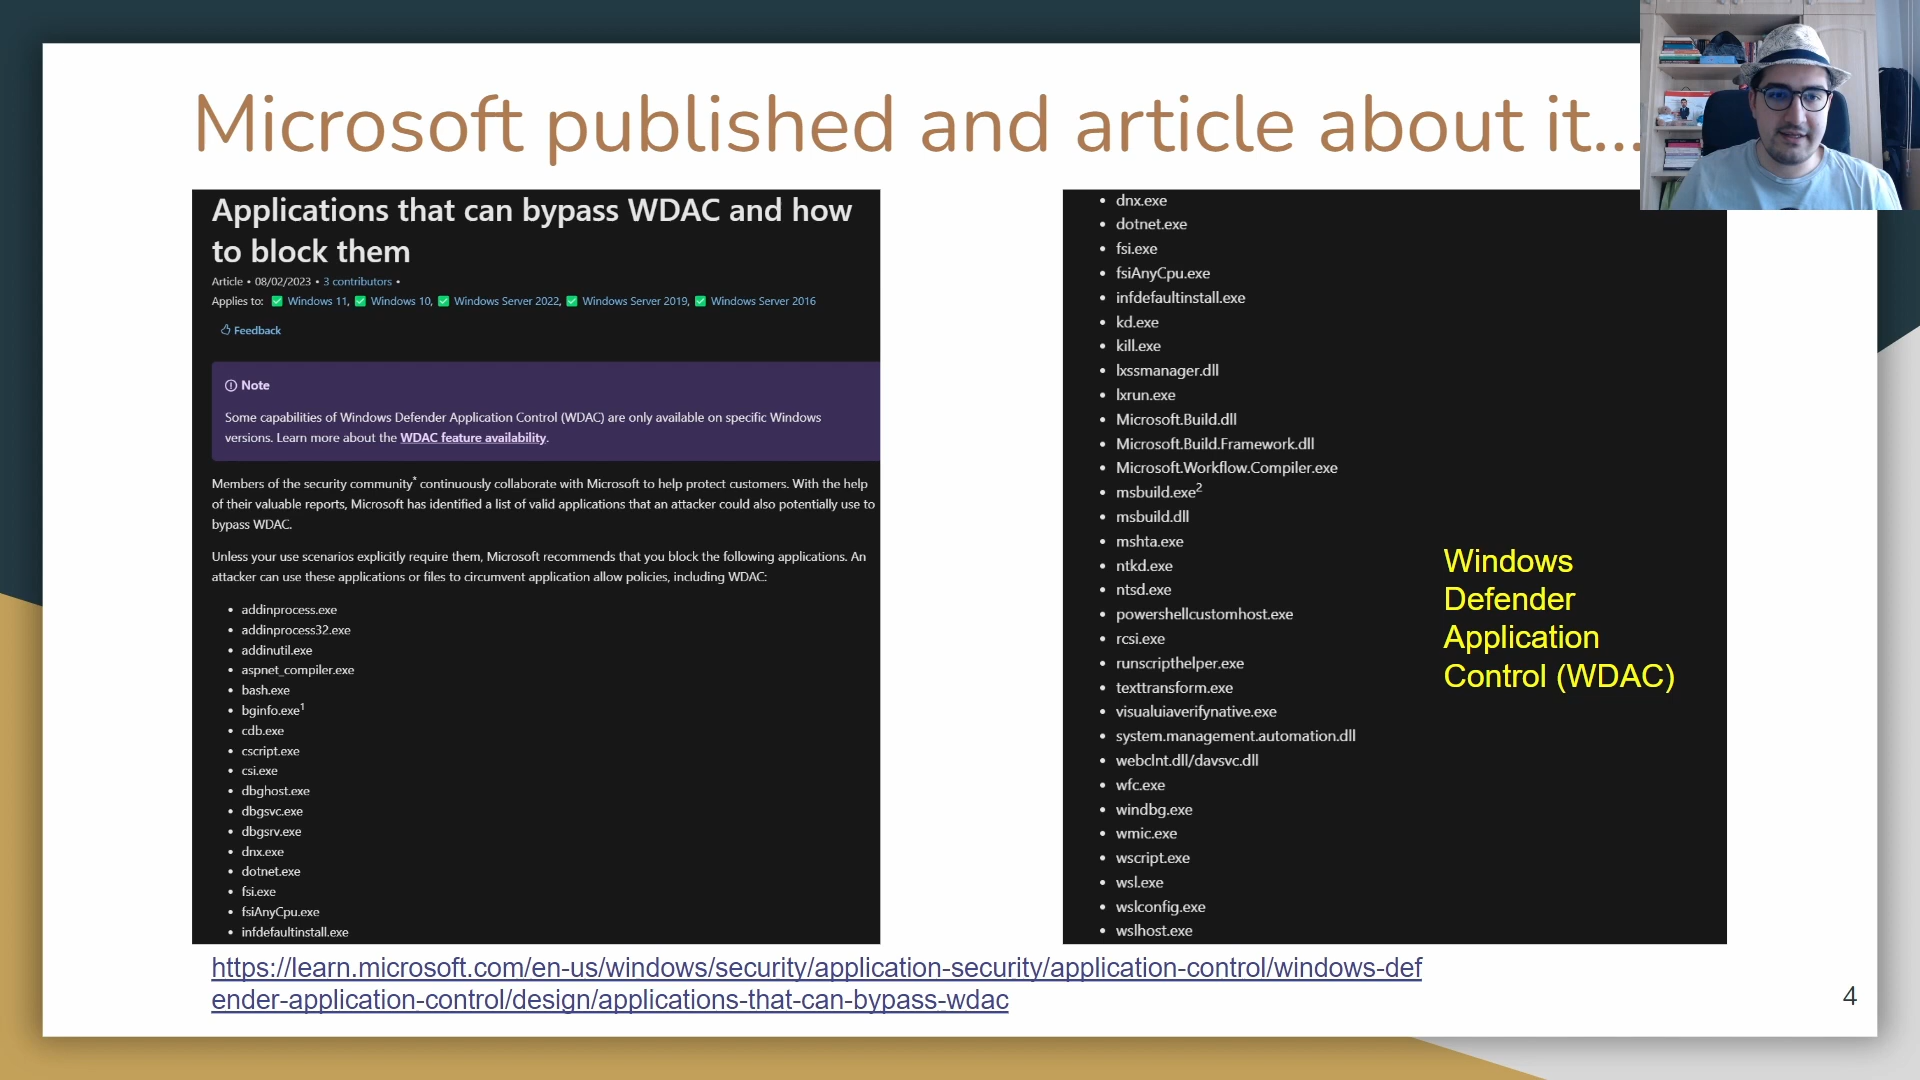 Microsoft published and article about it...
Applications that can bypass WDAC and how
to block them
Article • 08/02/2023 • 3 contributors •
Applies to: ✅ Windows 11, ✅ Windows 10, ✅ Windows Server 2022, ✅ Windows Server 2019, ✅ Windows Server 2016
Feedback
Note
Some capabilities of Windows Defender Application Control (WDAC) are only available on specific Windows
versions. Learn more about the WDAC feature availability.
Members of the security community* continuously collaborate with Microsoft to help protect customers. With the help
of their valuable reports, Microsoft has identified a list of valid applications that an attacker could also potentially use to
bypass WDAC.
Unless your use scenarios explicitly require them, Microsoft recommends that you block the following applications. An
attacker can use these applications or files to circumvent application allow policies, including WDAC:
• addinprocess.exe
• addinprocess32.exe
• addinutil.exe
• aspnet_compiler.exe
• bash.exe
• bginfo.exe¹
• cdb.exe
• cscript.exe
• csi.exe
• dbghost.exe
• dbgsvc.exe
• dbgsrv.exe
• dnx.exe
• dotnet.exe
• fsi.exe
• fsiAnyCpu.exe
• infdefaultinstall.exe
• dnx.exe
• dotnet.exe
• fsi.exe
• fsiAnyCpu.exe
• infdefaultinstall.exe
• kd.exe
• kill.exe
• lxssmanager.dll
• lxrun.exe
• Microsoft.Build.dll
• Microsoft.Build.Framework.dll
• Microsoft.Workflow.Compiler.exe
• msbuild.exe²
• msbuild.dll
• mshta.exe
• ntkd.exe
• ntsd.exe
• powershellcustomhost.exe
• rcsi.exe
• runscripthelper.exe
• texttransform.exe
• visualuiaverifynative.exe
• system.management.automation.dll
• webclnt.dll/davsvc.dll
• wfc.exe
• windbg.exe
• wmic.exe
• wscript.exe
• wsl.exe
• wslconfig.exe
• wslhost.exe
Windows
Defender
Application
Control (WDAC)
https://learn.microsoft.com/en-us/windows/security/application-security/application-control/windows-def
ender-application-control/design/applications-that-can-bypass-wdac
4